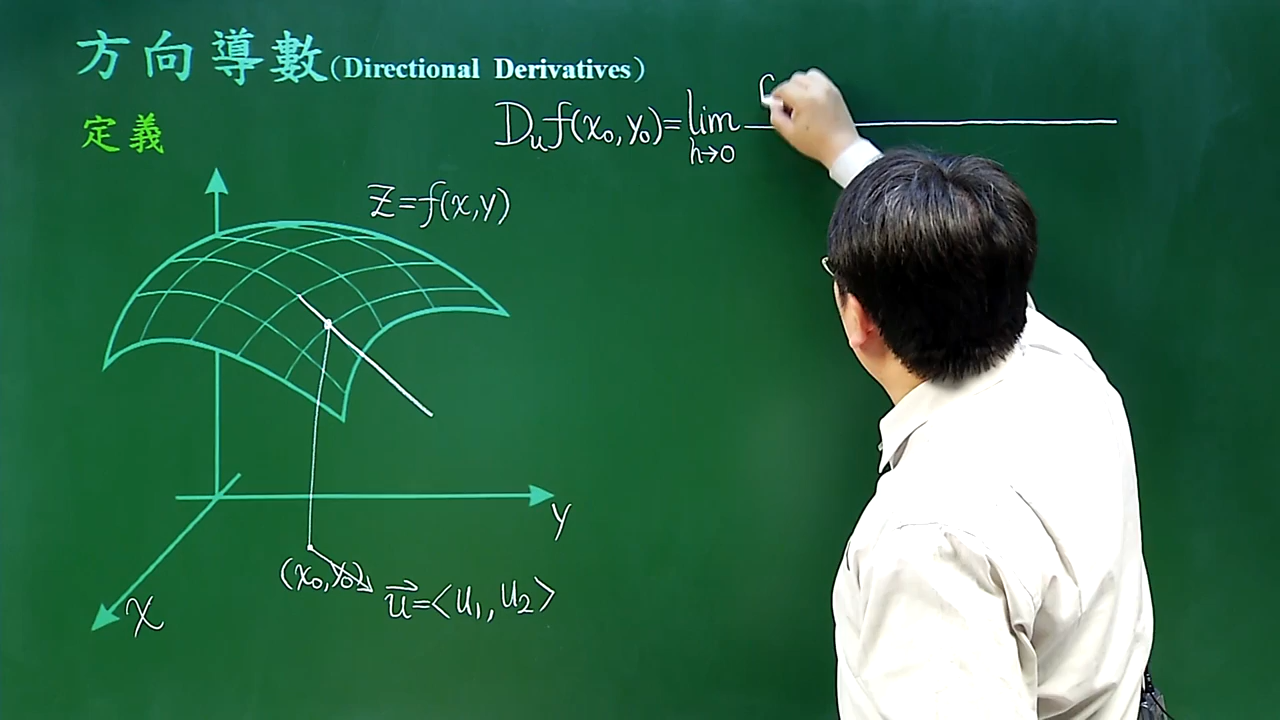 方向導數(Directional Derivatives)
定義
Dᵤf(x₀,y₀)=lim
h→0
Z=f(x,y)
y
(x₀,y₀)
u⃗=<u₁,u₂>
x